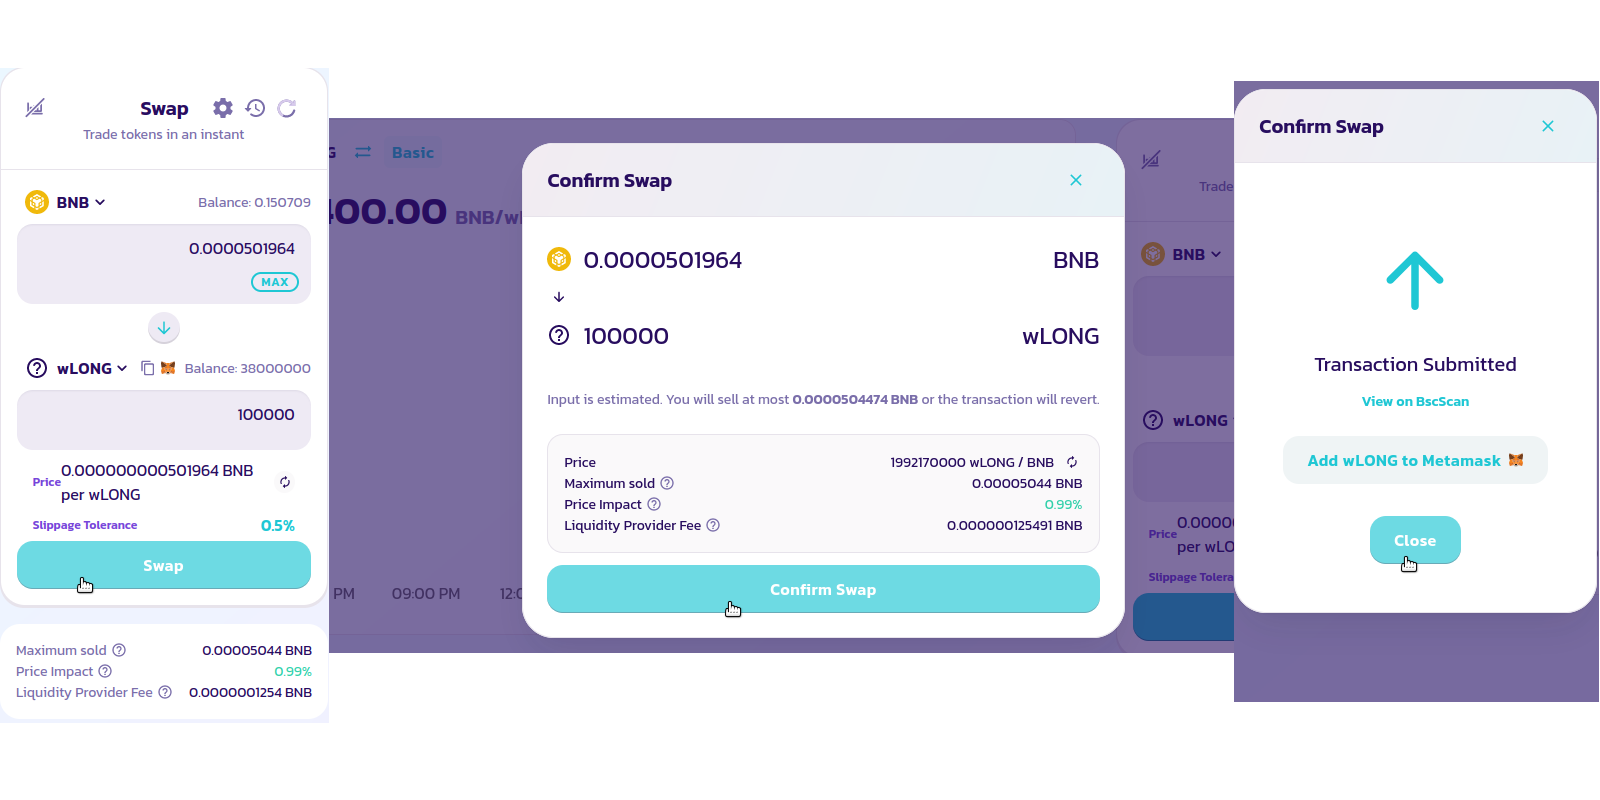 Swap
Trade tokens in an instant
BNB
Balance: 0.150709
0.0000501964
MAX
wLONG
Balance: 38000000
100000
Price
0.000000000501964 BNB
per wLONG
Slippage Tolerance
0.5%
Swap
Maximum sold
0.00005044 BNB
Price Impact
0.99%
Liquidity Provider Fee
0.0000001254 BNB
G
Basic
400.00 BNB/wl
PM
09:00 PM
12:0
Confirm Swap
0.0000501964
BNB
100000
wLONG
Input is estimated. You will sell at most 0.0000504474 BNB or the transaction will revert.
Price
1992170000 wLONG / BNB
Maximum sold
0.00005044 BNB
Price Impact
0.99%
Liquidity Provider Fee
0.000000125491 BNB
Confirm Swap
Trade
BNB
wLONG
Price
0.0000
per wLO
Slippage Tolera
Confirm Swap
Transaction Submitted
View on BscScan
Add wLONG to Metamask
Close